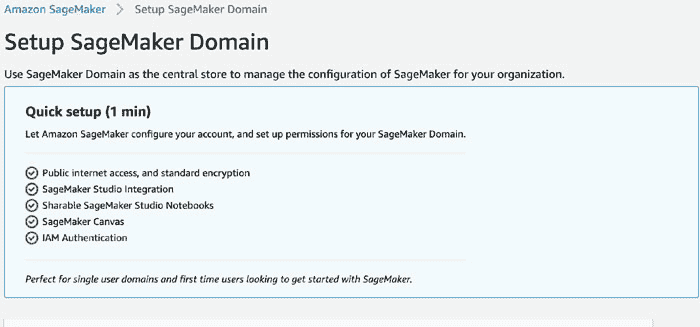 Amazon SageMaker > Setup SageMaker Domain
Setup SageMaker Domain
Use SageMaker Domain as the central store to manage the configuration of SageMaker for your organization.
Quick setup (1 min)
Let Amazon SageMaker configure your account, and set up permissions for your SageMaker Domain.
Public internet access, and standard encryption
SageMaker Studio Integration
Sharable SageMaker Studio Notebooks
SageMaker Canvas
IAM Authentication
Perfect for single user domains and first time users looking to get started with SageMaker.